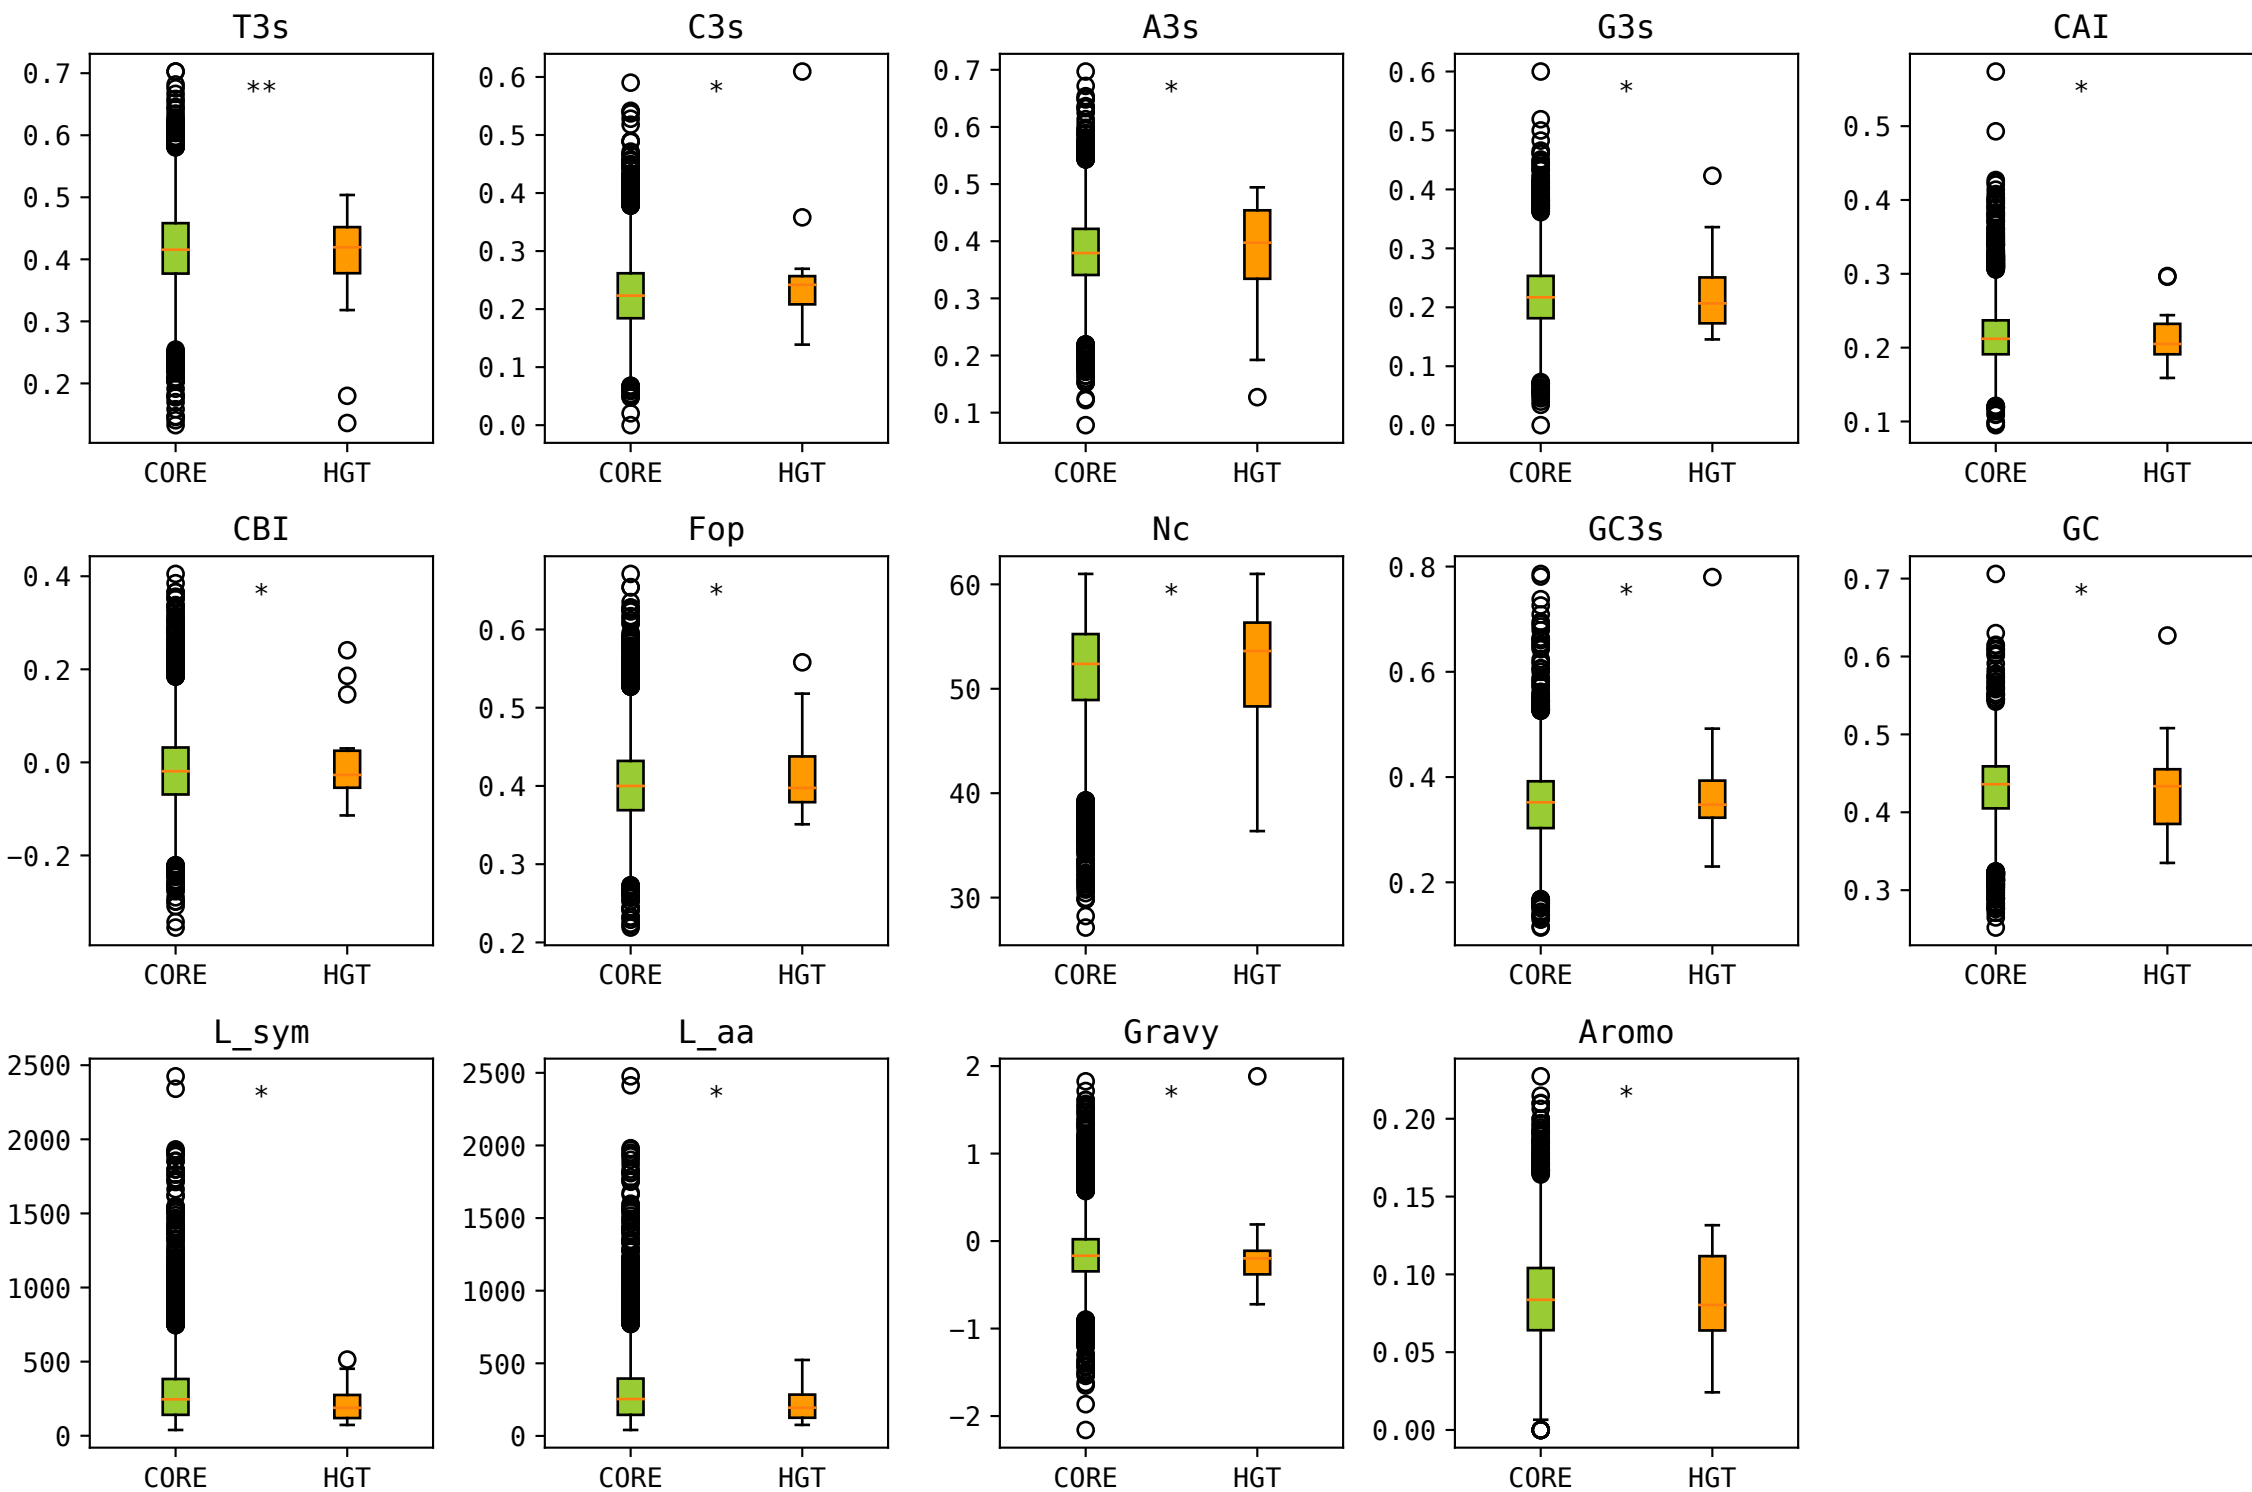 T3s C3s A3s G3s CAI
0.7 0.6 0.5 0.4 0.3 0.2
**
CORE HGT
0.6 0.5 0.4 0.3 0.2 0.1 0.0
*
CORE HGT
0.7 0.6 0.5 0.4 0.3 0.2 0.1
*
CORE HGT
0.6 0.5 0.4 0.3 0.2 0.1 0.0
*
CORE HGT
0.5 0.4 0.3 0.2 0.1
*
CORE HGT
CBI Fop Nc GC3s GC
0.4 0.2 0.0 −0.2
*
CORE HGT
0.6 0.5 0.4 0.3 0.2
*
CORE HGT
60 50 40 30
*
CORE HGT
0.8 0.6 0.4 0.2
*
CORE HGT
0.7 0.6 0.5 0.4 0.3
*
CORE HGT
L_sym L_aa Gravy Aromo
2500 2000 1500 1000 500 0
*
CORE HGT
2500 2000 1500 1000 500 0
*
CORE HGT
2 1 0 −1 −2
*
CORE HGT
0.20 0.15 0.10 0.05 0.00
*
CORE HGT